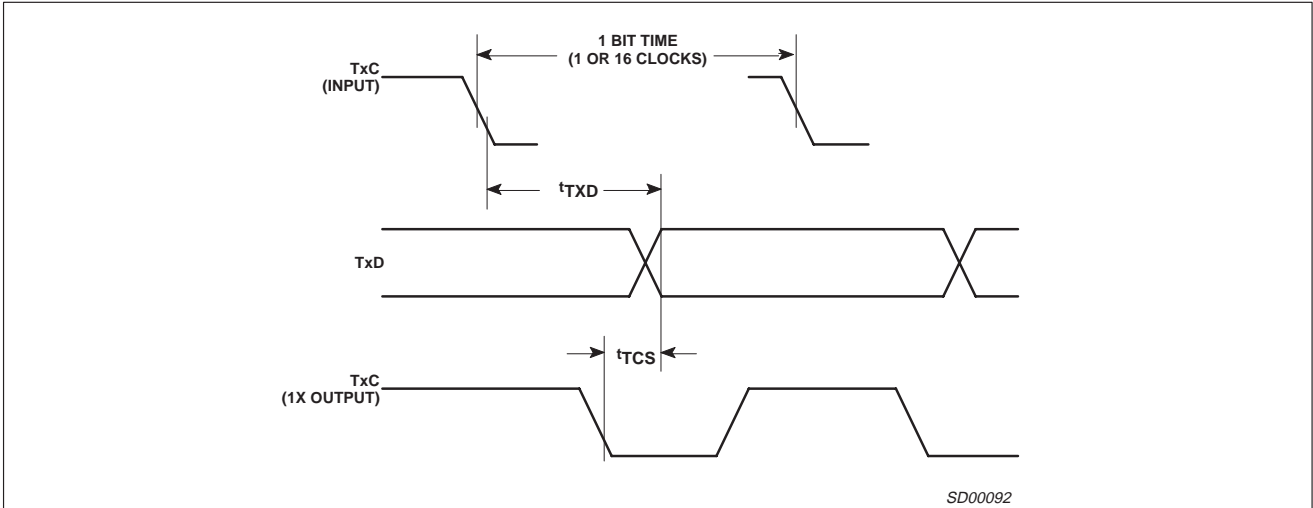 1 BIT TIME
(1 OR 16 CLOCKS)
TxC
(INPUT)
tTXD
TxD
tTCS
TxC
(1X OUTPUT)
SD00092